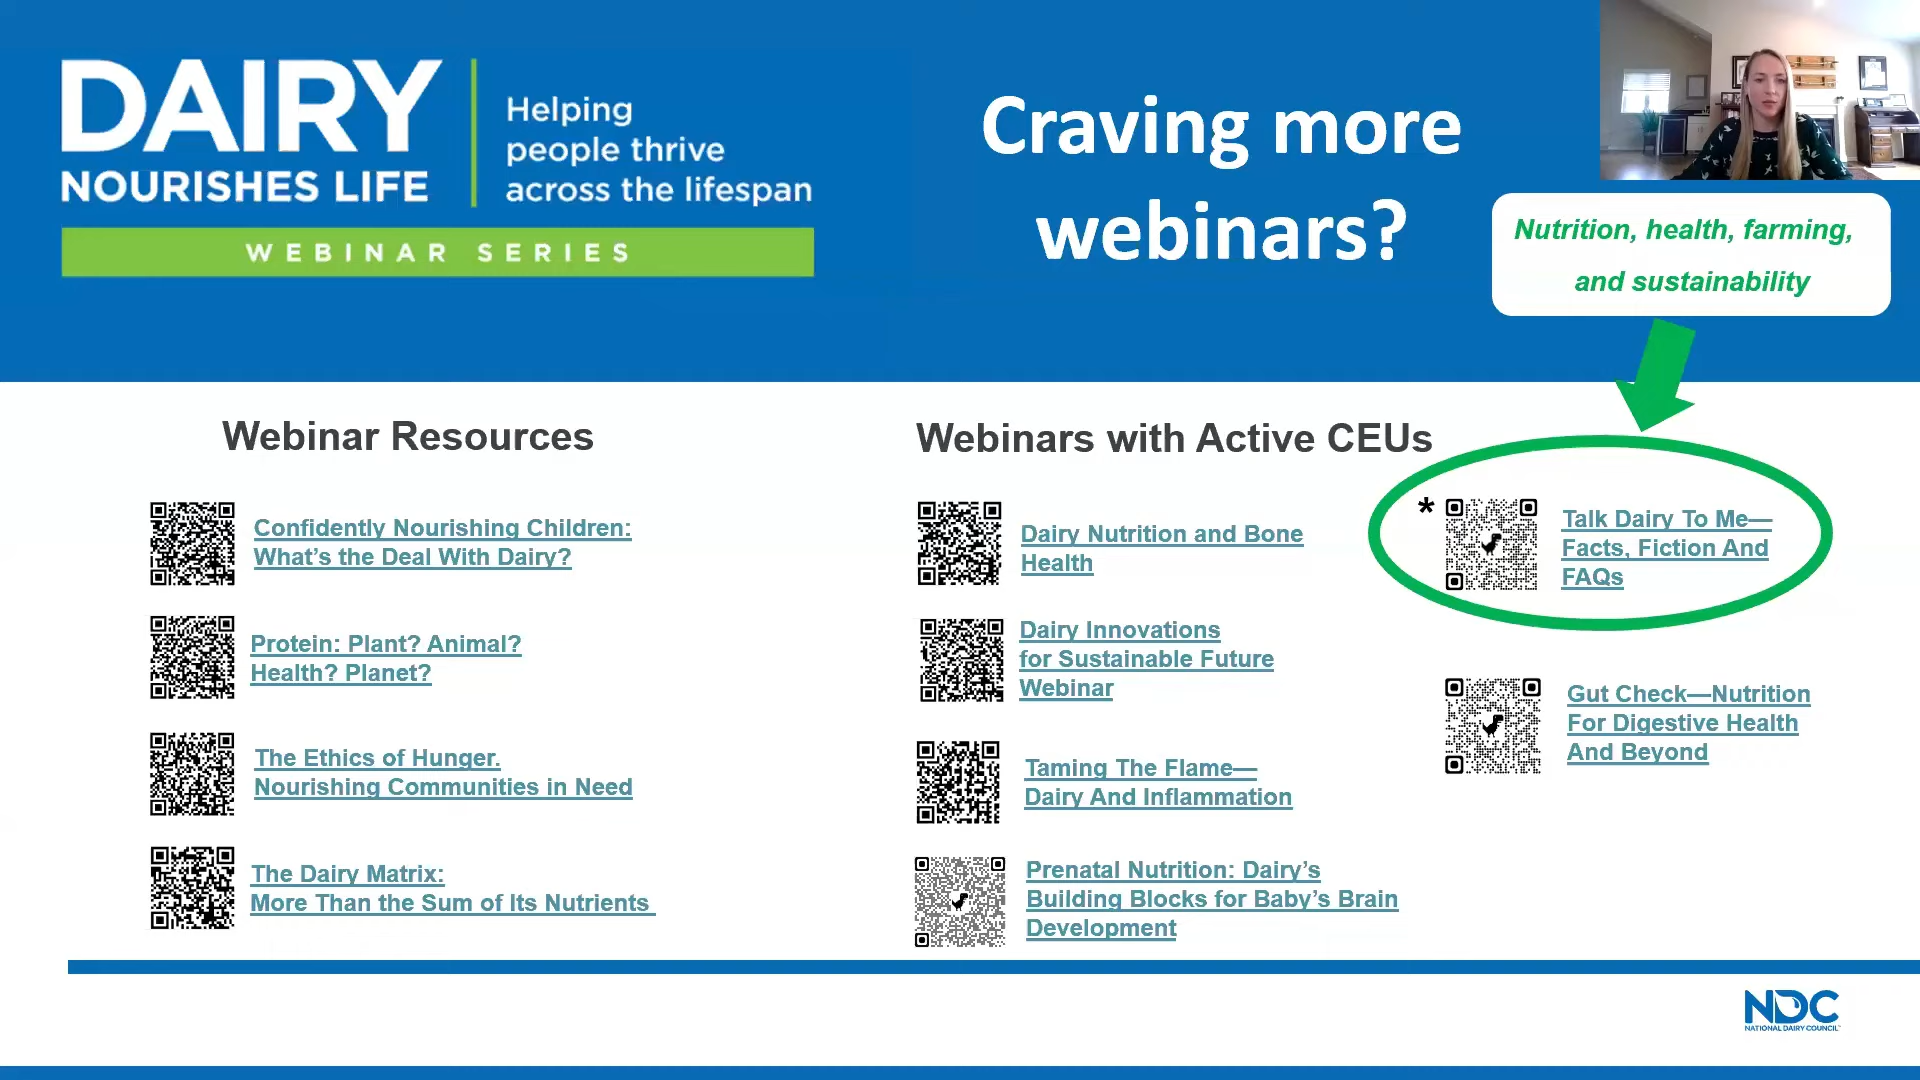 DAIRY
NOURISHES LIFE
Helping
people thrive
across the lifespan
WEBINAR SERIES
Craving more
webinars?
Nutrition, health, farming,
and sustainability
Webinar Resources
Confidently Nourishing Children:
What's the Deal With Dairy?
Protein: Plant? Animal?
Health? Planet?
The Ethics of Hunger.
Nourishing Communities in Need
The Dairy Matrix:
More Than the Sum of Its Nutrients
Webinars with Active CEUs
Dairy Nutrition and Bone
Health
Dairy Innovations
for Sustainable Future
Webinar
Taming The Flame—
Dairy And Inflammation
Prenatal Nutrition: Dairy's
Building Blocks for Baby's Brain
Development
*
Talk Dairy To Me—
Facts, Fiction And
FAQs
Gut Check—Nutrition
For Digestive Health
And Beyond
NDC
NATIONAL DAIRY COUNCIL